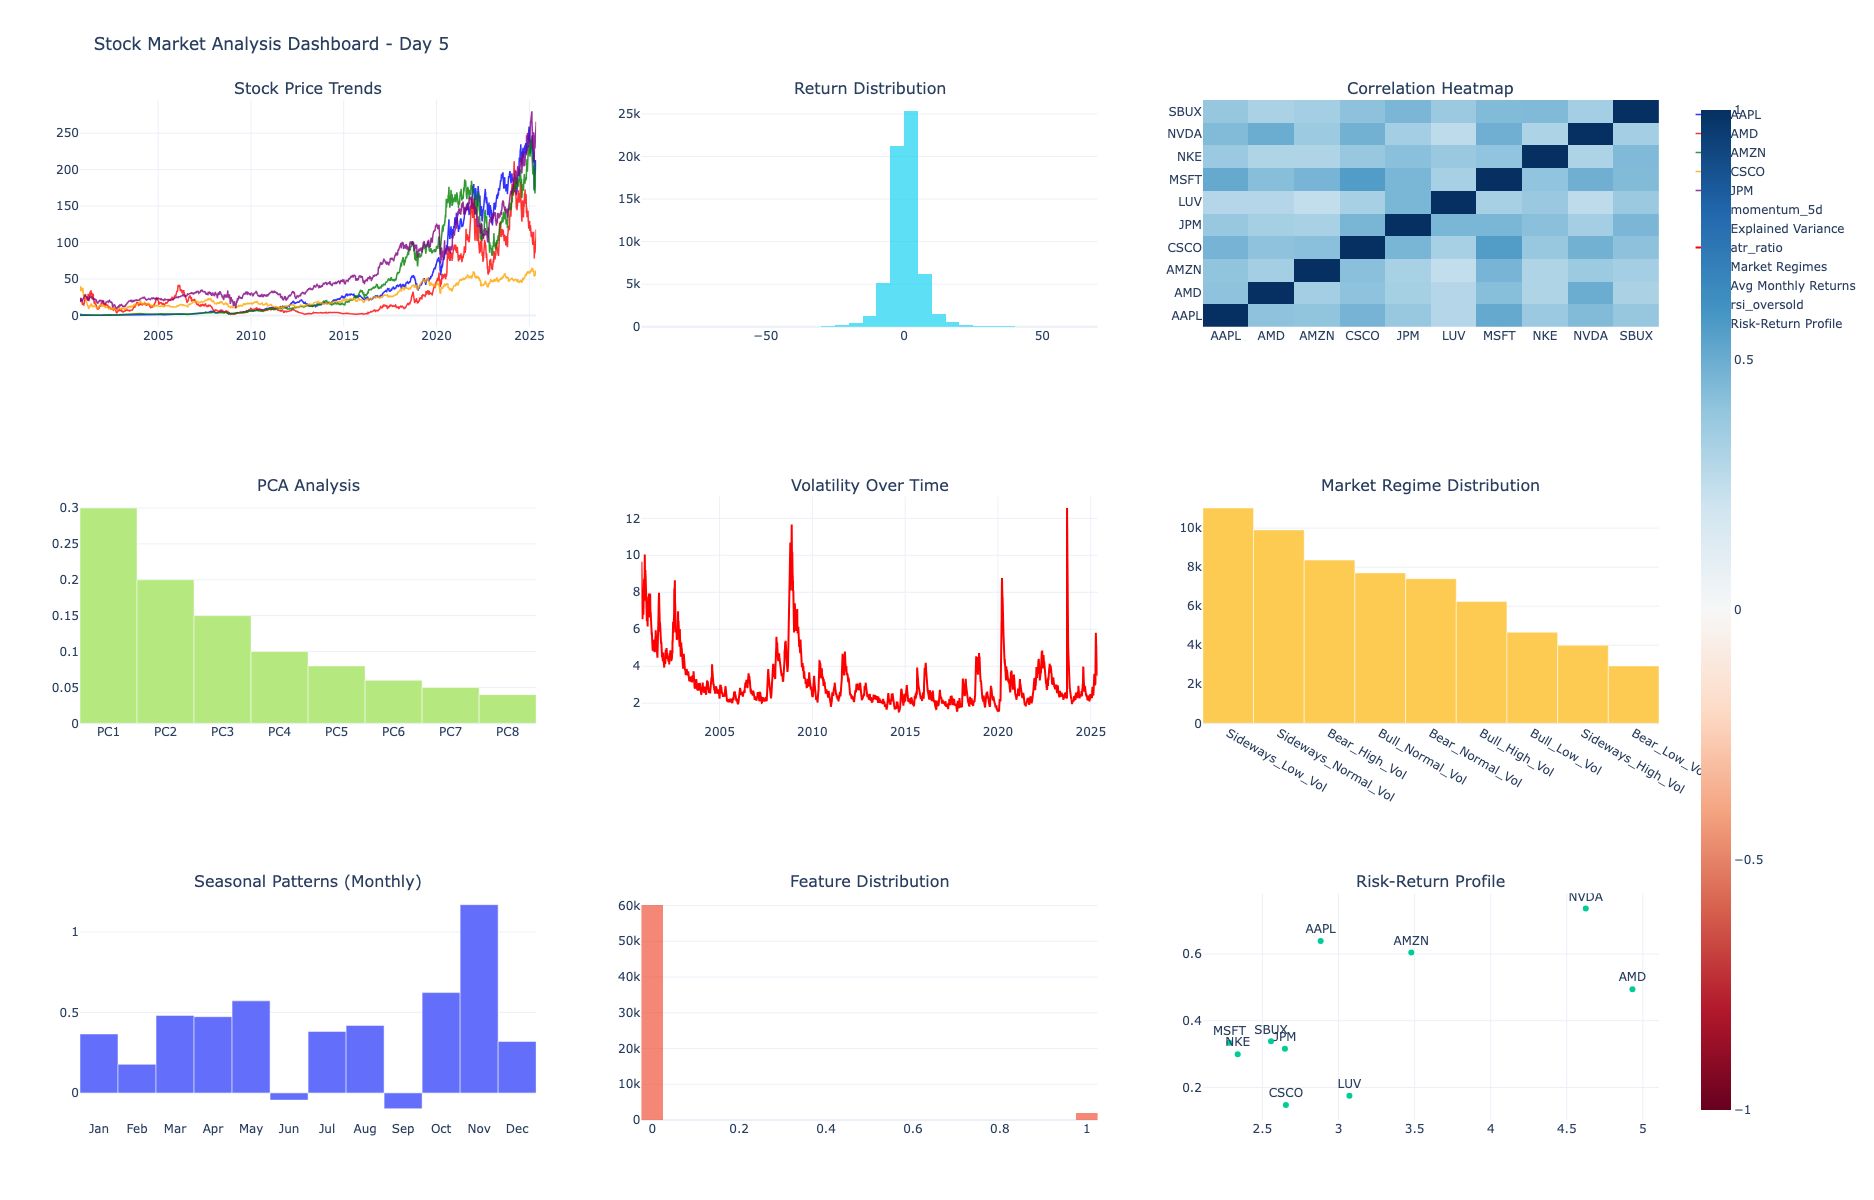 Stock Market Analysis Dashboard - Day 5
Stock Price Trends
250
200
150
100
50
0
2005
2010
2015
2020
2025
Return Distribution
25k
20k
15k
10k
5k
0
−50
0
50
Correlation Heatmap
SBUX
NVDA
NKE
MSFT
LUV
JPM
CSCO
AMZN
AMD
AAPL
AAPL
AMD
AMZN
CSCO
JPM
LUV
MSFT
NKE
NVDA
SBUX
1
AAPL
AMD
AMZN
CSCO
JPM
momentum_5d
Explained Variance
atr_ratio
Market Regimes
Avg Monthly Returns
rsi_oversold
Risk-Return Profile
0.5
0
−0.5
−1
PCA Analysis
0.3
0.25
0.2
0.15
0.1
0.05
0
PC1
PC2
PC3
PC4
PC5
PC6
PC7
PC8
Volatility Over Time
12
10
8
6
4
2
2005
2010
2015
2020
2025
Market Regime Distribution
10k
8k
6k
4k
2k
0
Sideways_Low_Vol
Sideways_Normal_Vol
Bear_High_Vol
Bull_Normal_Vol
Bear_Normal_Vol
Bull_High_Vol
Bull_Low_Vol
Sideways_High_Vol
Bear_Low_Vol
Seasonal Patterns (Monthly)
1
0.5
0
Jan
Feb
Mar
Apr
May
Jun
Jul
Aug
Sep
Oct
Nov
Dec
Feature Distribution
60k
50k
40k
30k
20k
10k
0
0
0.2
0.4
0.6
0.8
1
Risk-Return Profile
NVDA
AAPL
AMZN
AMD
MSFT
SBUX
NKE
JPM
LUV
CSCO
0.6
0.4
0.2
2.5
3
3.5
4
4.5
5